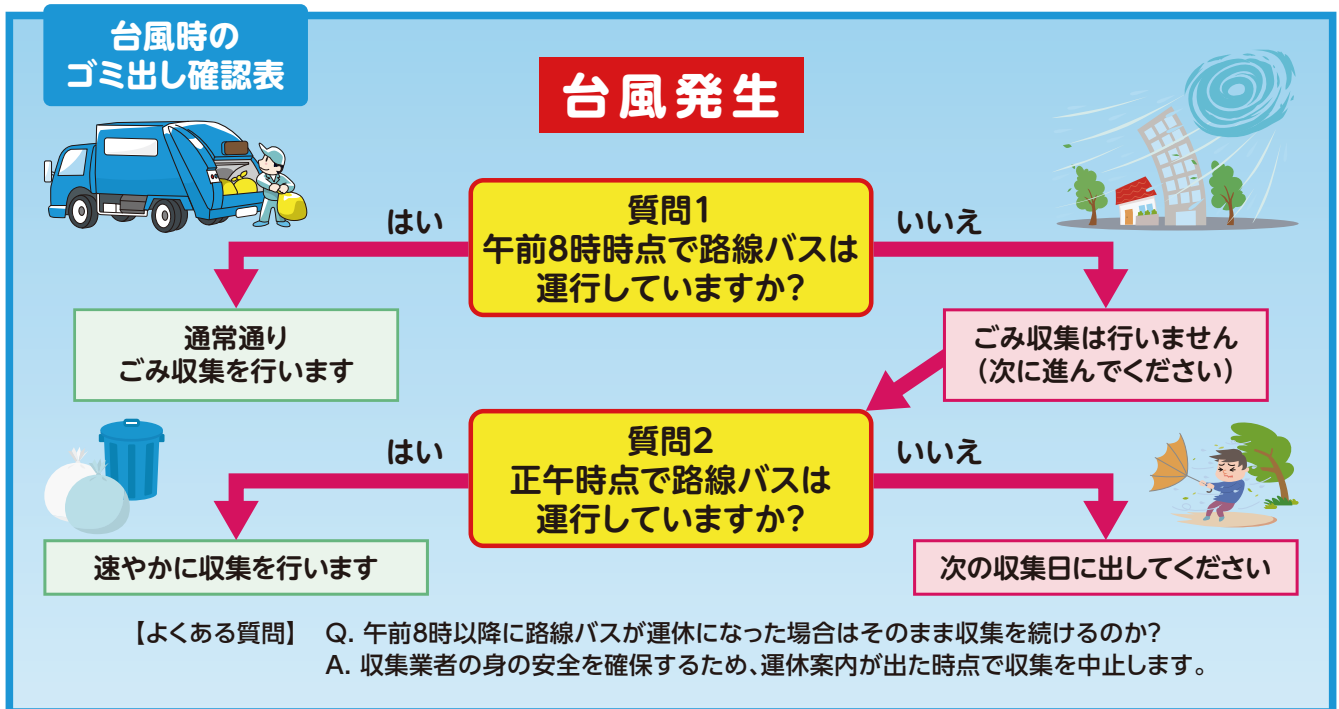 台風時の
ゴミ出し確認表
台風発生
質問1
午前8時時点で路線バスは
運行していますか?
はい
いいえ
通常通り
ごみ収集を行います
ごみ収集は行いません
(次に進んでください)
質問2
正午時点で路線バスは
運行していますか?
はい
いいえ
速やかに収集を行います
次の収集日に出してください
【よくある質問】 Q. 午前8時以降に路線バスが運休になった場合はそのまま収集を続けるのか?
A. 収集業者の身の安全を確保するため、運休案内が出た時点で収集を中止します。